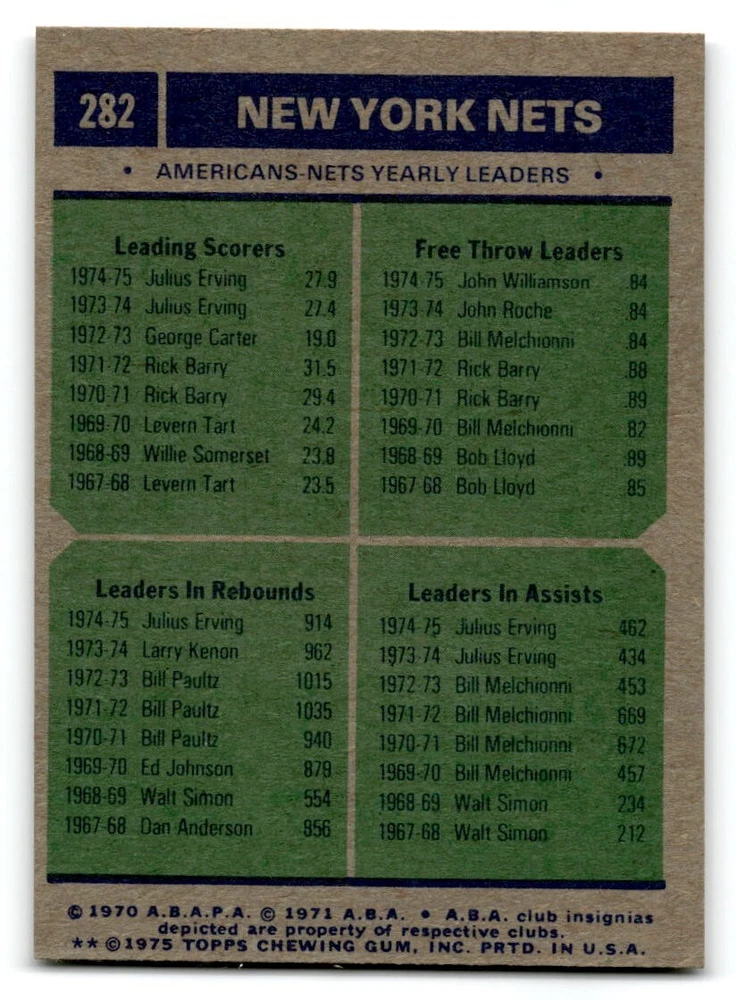 282 NEW YORK NETS
• AMERICANS-NETS YEARLY LEADERS •
Leading Scorers
1974-75 Julius Erving 27.9
1973-74 Julius Erving 27.4
1972-73 George Carter 19.0
1971-72 Rick Barry 31.5
1970-71 Rick Barry 29.4
1969-70 Levern Tart 24.2
1968-69 Willie Somerset 23.8
1967-68 Levern Tart 23.5
Free Throw Leaders
1974-75 John Williamson .84
1973-74 John Roche .84
1972-73 Bill Melchionni .84
1971-72 Rick Barry .88
1970-71 Rick Barry .89
1969-70 Bill Melchionni .82
1968-69 Bob Lloyd .89
1967-68 Bob Lloyd .85
Leaders In Rebounds
1974-75 Julius Erving 914
1973-74 Larry Kenon 962
1972-73 Bill Paultz 1015
1971-72 Bill Paultz 1035
1970-71 Bill Paultz 940
1969-70 Ed Johnson 879
1968-69 Walt Simon 554
1967-68 Dan Anderson 856
Leaders In Assists
1974-75 Julius Erving 462
1973-74 Julius Erving 434
1972-73 Bill Melchionni 453
1971-72 Bill Melchionni 669
1970-71 Bill Melchionni 672
1969-70 Bill Melchionni 457
1968-69 Walt Simon 234
1967-68 Walt Simon 212
© 1970 A.B.A.P.A. © 1971 A.B.A. • A.B.A. club insignias
depicted are property of respective clubs.
** ©1975 TOPPS CHEWING GUM, INC. PRTD. IN U.S.A.